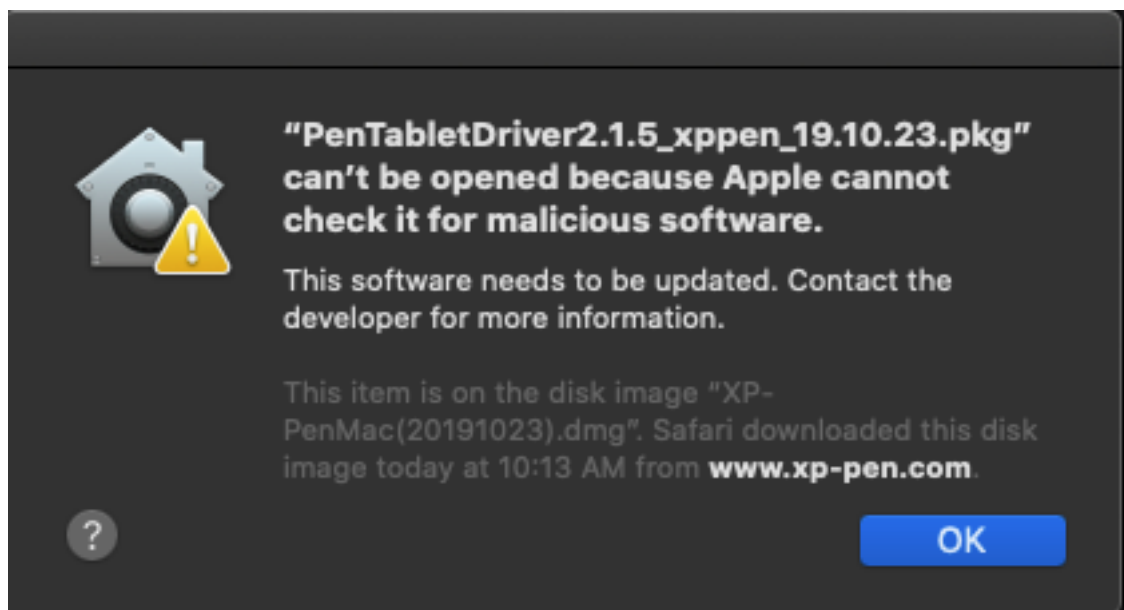 “PenTabletDriver2.1.5_xppen_19.10.23.pkg”
can’t be opened because Apple cannot
check it for malicious software.
This software needs to be updated. Contact the
developer for more information.
This item is on the disk image “XP-
PenMac(20191023).dmg”. Safari downloaded this disk
image today at 10:13 AM from www.xp-pen.com.
?
OK